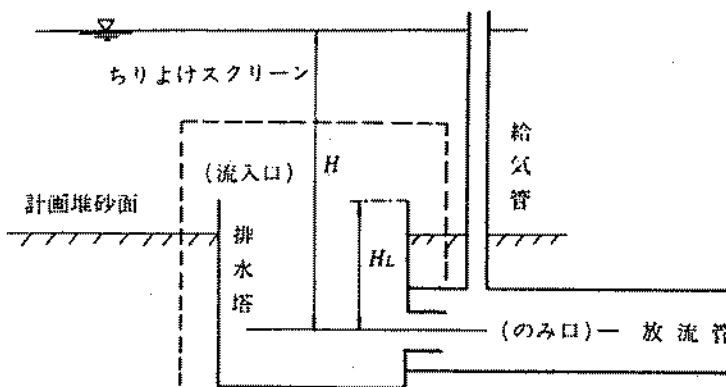 ちりよけスクリーン
給気管
(流入口)
H
計画堆砂面
排水塔
HL
(のみ口)
放流管